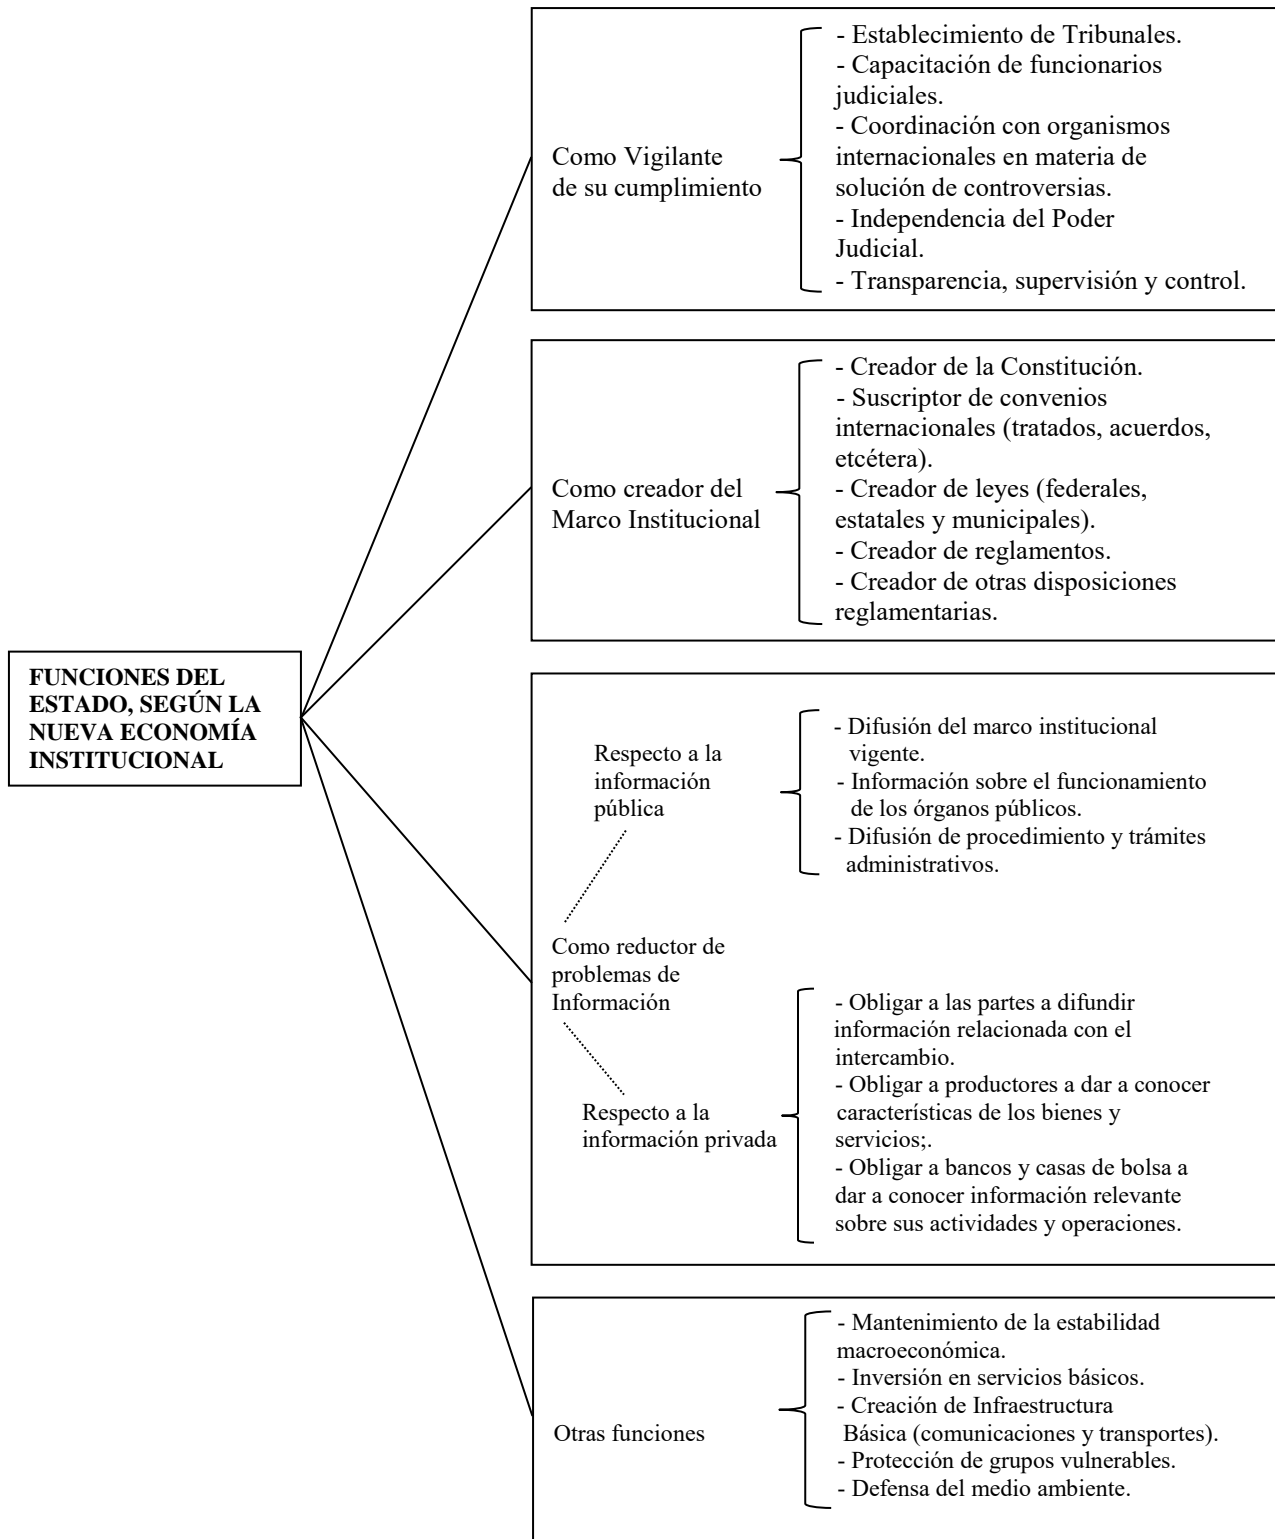 FUNCIONES DEL
ESTADO, SEGÚN LA
NUEVA ECONOMÍA
INSTITUCIONAL
Como Vigilante
de su cumplimiento
- Establecimiento de Tribunales.
- Capacitación de funcionarios
judiciales.
- Coordinación con organismos
internacionales en materia de
solución de controversias.
- Independencia del Poder
Judicial.
- Transparencia, supervisión y control.
Como creador del
Marco Institucional
- Creador de la Constitución.
- Suscriptor de convenios
internacionales (tratados, acuerdos,
etcétera).
- Creador de leyes (federales,
estatales y municipales).
- Creador de reglamentos.
- Creador de otras disposiciones
reglamentarias.
Como reductor de
problemas de
Información
Respecto a la
información
pública
- Difusión del marco institucional
vigente.
- Información sobre el funcionamiento
de los órganos públicos.
- Difusión de procedimiento y trámites
administrativos.
Respecto a la
información privada
- Obligar a las partes a difundir
información relacionada con el
intercambio.
- Obligar a productores a dar a conocer
características de los bienes y
servicios;.
- Obligar a bancos y casas de bolsa a
dar a conocer información relevante
sobre sus actividades y operaciones.
Otras funciones
- Mantenimiento de la estabilidad
macroeconómica.
- Inversión en servicios básicos.
- Creación de Infraestructura
Básica (comunicaciones y transportes).
- Protección de grupos vulnerables.
- Defensa del medio ambiente.